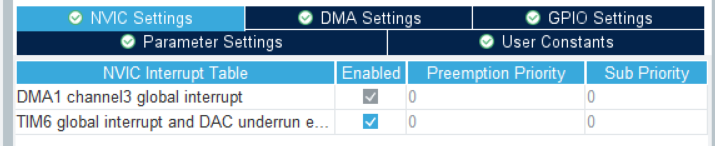 NVIC Settings DMA Settings GPIO Settings
Parameter Settings User Constants
NVIC Interrupt Table Enabled Preemption Priority Sub Priority
DMA1 channel3 global interrupt 0 0
TIM6 global interrupt and DAC underrun e... 0 0